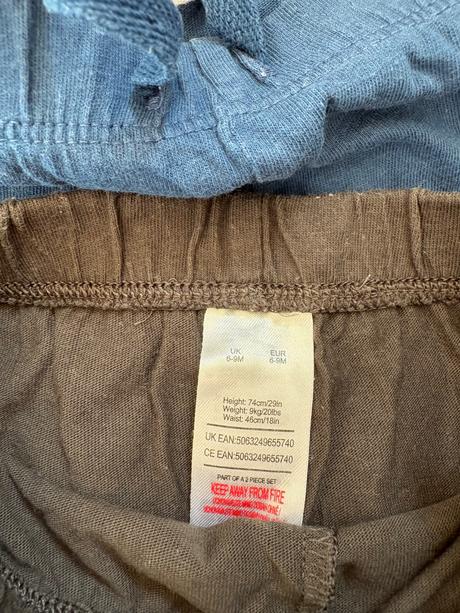 UK EUR
6-9M 6-9M
Height: 74cm/29in
Weight: 9kg/20lbs
Waist: 46cm/18in
UK EAN:5063249655740
CE EAN:5063249655740
PART OF A 2 PIECE SET
KEEP AWAY FROM FIRE